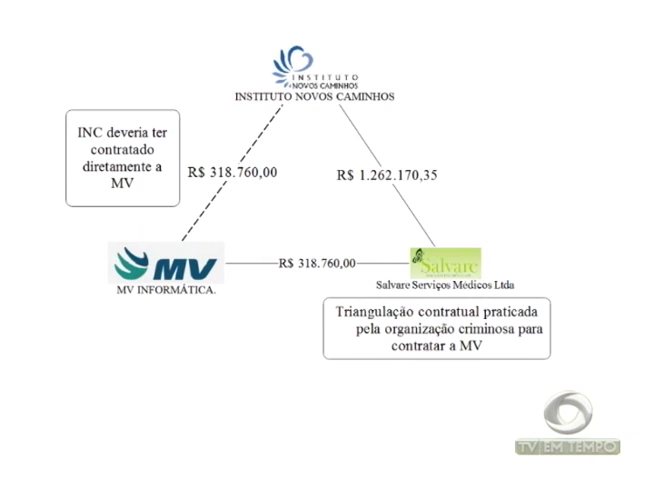 INSTITUTO
NOVOS CAMINHOS
INSTITUTO NOVOS CAMINHOS
INC deveria ter
contratado
diretamente a
MV
R$ 318.760,00
R$ 1.262.170,35
MV
MV INFORMÁTICA.
R$ 318.760,00
Salvare
Salvare Serviços Médicos Ltda
Triangulação contratual praticada
pela organização criminosa para
contratar a MV
TV EM TEMPO